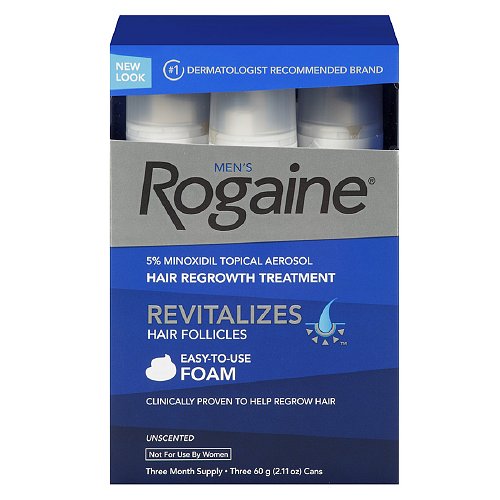 NEW
LOOK
#1 DERMATOLOGIST RECOMMENDED BRAND
MEN'S
Rogaine®
5% MINOXIDIL TOPICAL AEROSOL
HAIR REGROWTH TREATMENT
REVITALIZES
HAIR FOLLICLES
™
EASY-TO-USE
FOAM
CLINICALLY PROVEN TO HELP REGROW HAIR
UNSCENTED
Not For Use By Women
Three Month Supply • Three 60 g (2.11 oz) Cans